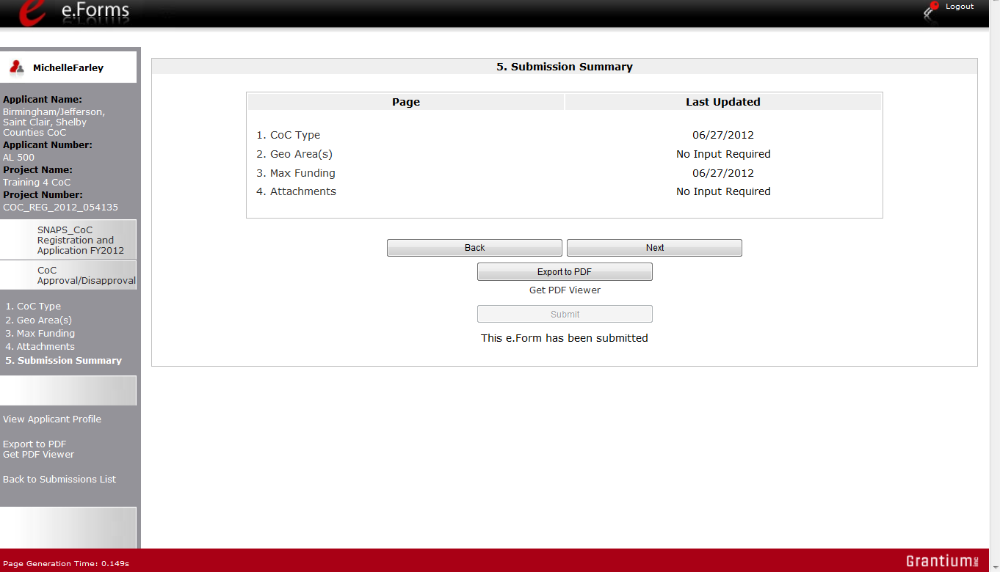 e e.Forms
Logout
MichelleFarley
Applicant Name:
Birmingham/Jefferson,
Saint Clair, Shelby
Counties CoC
Applicant Number:
AL 500
Project Name:
Training 4 CoC
Project Number:
COC_REG_2012_054135
SNAPS_CoC
Registration and
Application FY2012
CoC
Approval/Disapproval
1. CoC Type
2. Geo Area(s)
3. Max Funding
4. Attachments
5. Submission Summary
View Applicant Profile
Export to PDF
Get PDF Viewer
Back to Submissions List
5. Submission Summary
Page Last Updated
1. CoC Type 06/27/2012
2. Geo Area(s) No Input Required
3. Max Funding 06/27/2012
4. Attachments No Input Required
Back Next
Export to PDF
Get PDF Viewer
Submit
This e.Form has been submitted
Page Generation Time: 0.149s
Grantium inc